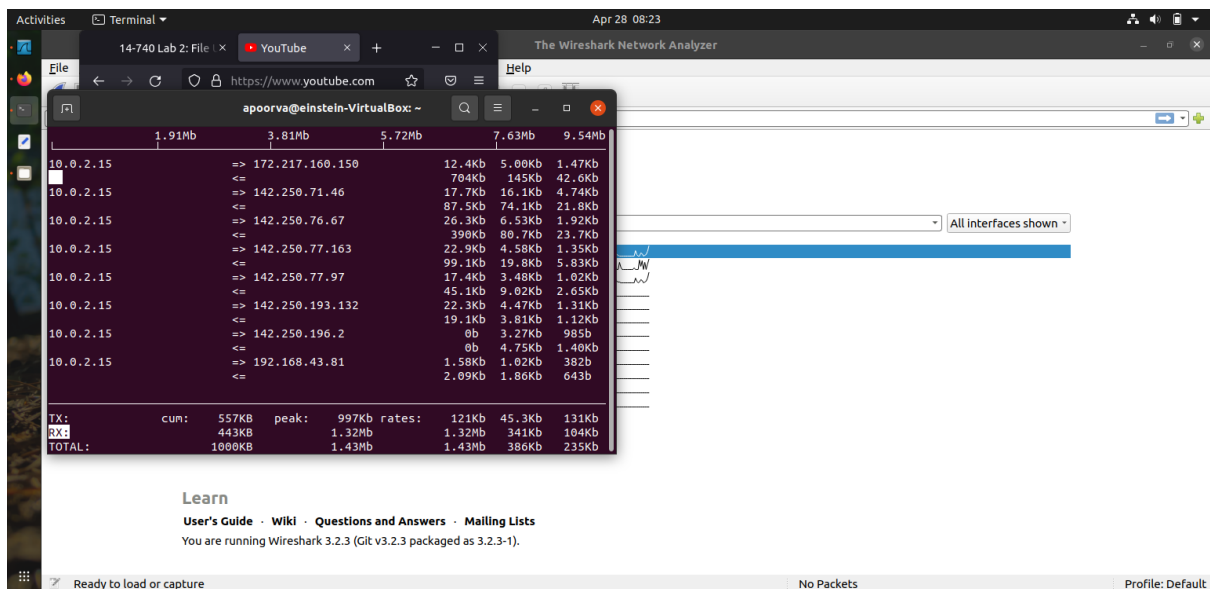 Activities Terminal Apr 28 08:23
14-740 Lab 2: File YouTube The Wireshark Network Analyzer
File https://www.youtube.com Help
apoorva@einstein-VirtualBox: ~
1.91Mb 3.81Mb 5.72Mb 7.63Mb 9.54Mb
10.0.2.15 => 172.217.160.150 12.4Kb 5.00Kb 1.47Kb
<= 704Kb 145Kb 42.6Kb
10.0.2.15 => 142.250.71.46 17.7Kb 16.1Kb 4.74Kb
<= 87.5Kb 74.1Kb 21.8Kb
10.0.2.15 => 142.250.76.67 26.3Kb 6.53Kb 1.92Kb
<= 390Kb 80.7Kb 23.7Kb
10.0.2.15 => 142.250.77.163 22.9Kb 4.58Kb 1.35Kb
<= 99.1Kb 19.8Kb 5.83Kb
10.0.2.15 => 142.250.77.97 17.4Kb 3.48Kb 1.02Kb
<= 45.1Kb 9.02Kb 2.65Kb
10.0.2.15 => 142.250.193.132 22.3Kb 4.47Kb 1.31Kb
<= 19.1Kb 3.81Kb 1.12Kb
10.0.2.15 => 142.250.196.2 0b 3.27Kb 985b
<= 0b 4.75Kb 1.40Kb
10.0.2.15 => 192.168.43.81 1.58Kb 1.02Kb 382b
<= 2.09Kb 1.86Kb 643b
TX: cum: 557KB peak: 997Kb rates: 121Kb 45.3Kb 131Kb
RX: 443KB 1.32Mb 1.32Mb 341Kb 104Kb
TOTAL: 1000KB 1.43Mb 1.43Mb 386Kb 235Kb
All interfaces shown
Learn
User's Guide · Wiki · Questions and Answers · Mailing Lists
You are running Wireshark 3.2.3 (Git v3.2.3 packaged as 3.2.3-1).
Ready to load or capture No Packets Profile: Default